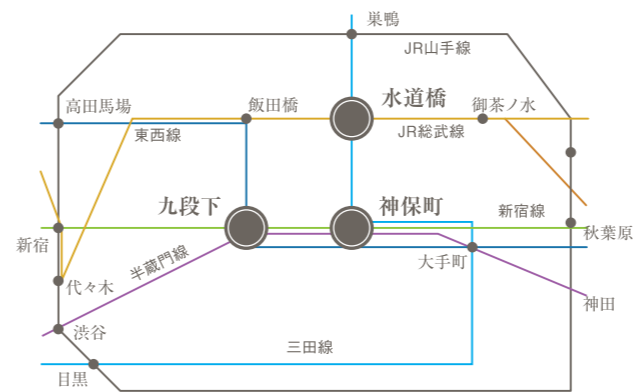 巣鴨
JR山手線
高田馬場
飯田橋
水道橋
御茶ノ水
東西線
JR総武線
九段下
神保町
新宿線
新宿
秋葉原
半蔵門線
大手町
代々木
神田
渋谷
三田線
目黒